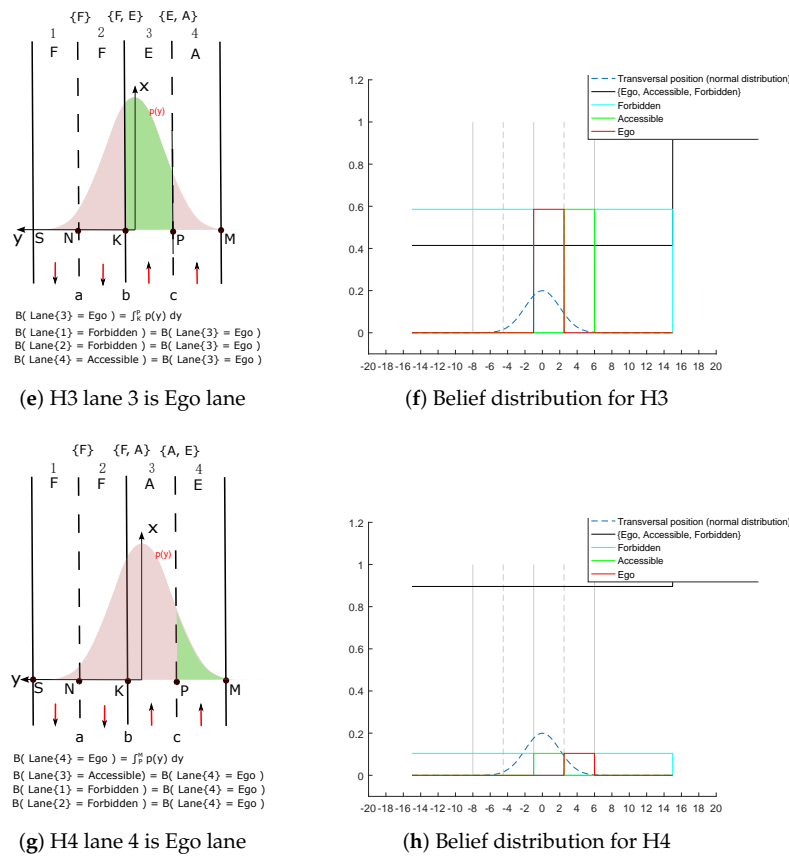 {F} {F, E} {E, A}
1 2 3 4
F F E A
x
p(y)
y S N K P M
a b c
B( Lane{3} = Ego ) = ∫ₖᵖ p(y) dy
B( Lane{1} = Forbidden ) = B( Lane{3} = Ego )
B( Lane{2} = Forbidden ) = B( Lane{3} = Ego )
B( Lane{4} = Accessible ) = B( Lane{3} = Ego )
(e) H3 lane 3 is Ego lane
Transversal position (normal distribution)
{Ego, Accessible, Forbidden}
Forbidden
Accessible
Ego
1.2
1
0.8
0.6
0.4
0.2
0
-20 -18 -16 -14 -12 -10 -8 -6 -4 -2 0 2 4 6 8 10 12 14 16 18 20
(f) Belief distribution for H3
{F} {F, A} {A, E}
1 2 3 4
F F A E
x
p(y)
y S N K P M
a b c
B( Lane{4} = Ego ) = ∫ₚᴹ p(y) dy
B( Lane{3} = Accessible ) = B( Lane{4} = Ego )
B( Lane{1} = Forbidden ) = B( Lane{4} = Ego )
B( Lane{2} = Forbidden ) = B( Lane{4} = Ego )
(g) H4 lane 4 is Ego lane
Transversal position (normal distribution)
{Ego, Accessible, Forbidden}
Forbidden
Accessible
Ego
1.2
1
0.8
0.6
0.4
0.2
0
-20 -18 -16 -14 -12 -10 -8 -6 -4 -2 0 2 4 6 8 10 12 14 16 18 20
(h) Belief distribution for H4